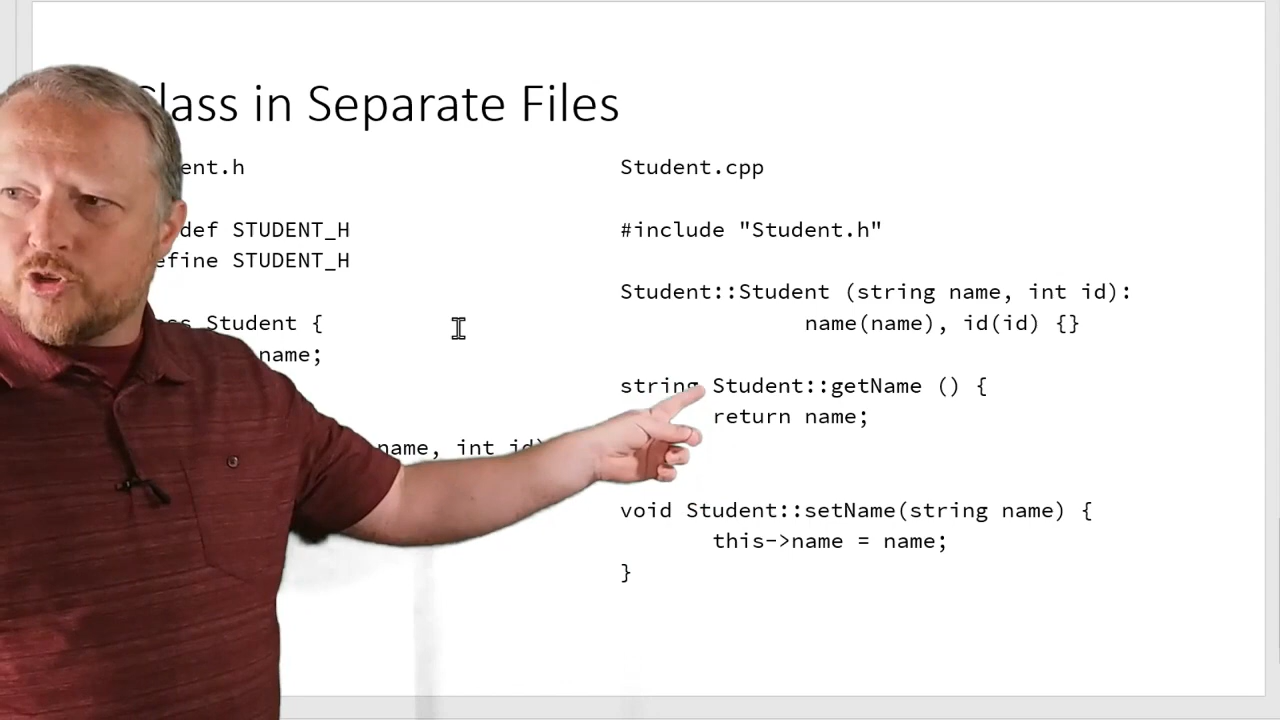 Class in Separate Files
ent.h
def STUDENT_H
efine STUDENT_H
Student {
name;
name, int id)
Student.cpp
#include "Student.h"
Student::Student (string name, int id):
name(name), id(id) {}
string Student::getName () {
return name;
void Student::setName(string name) {
this->name = name;
}